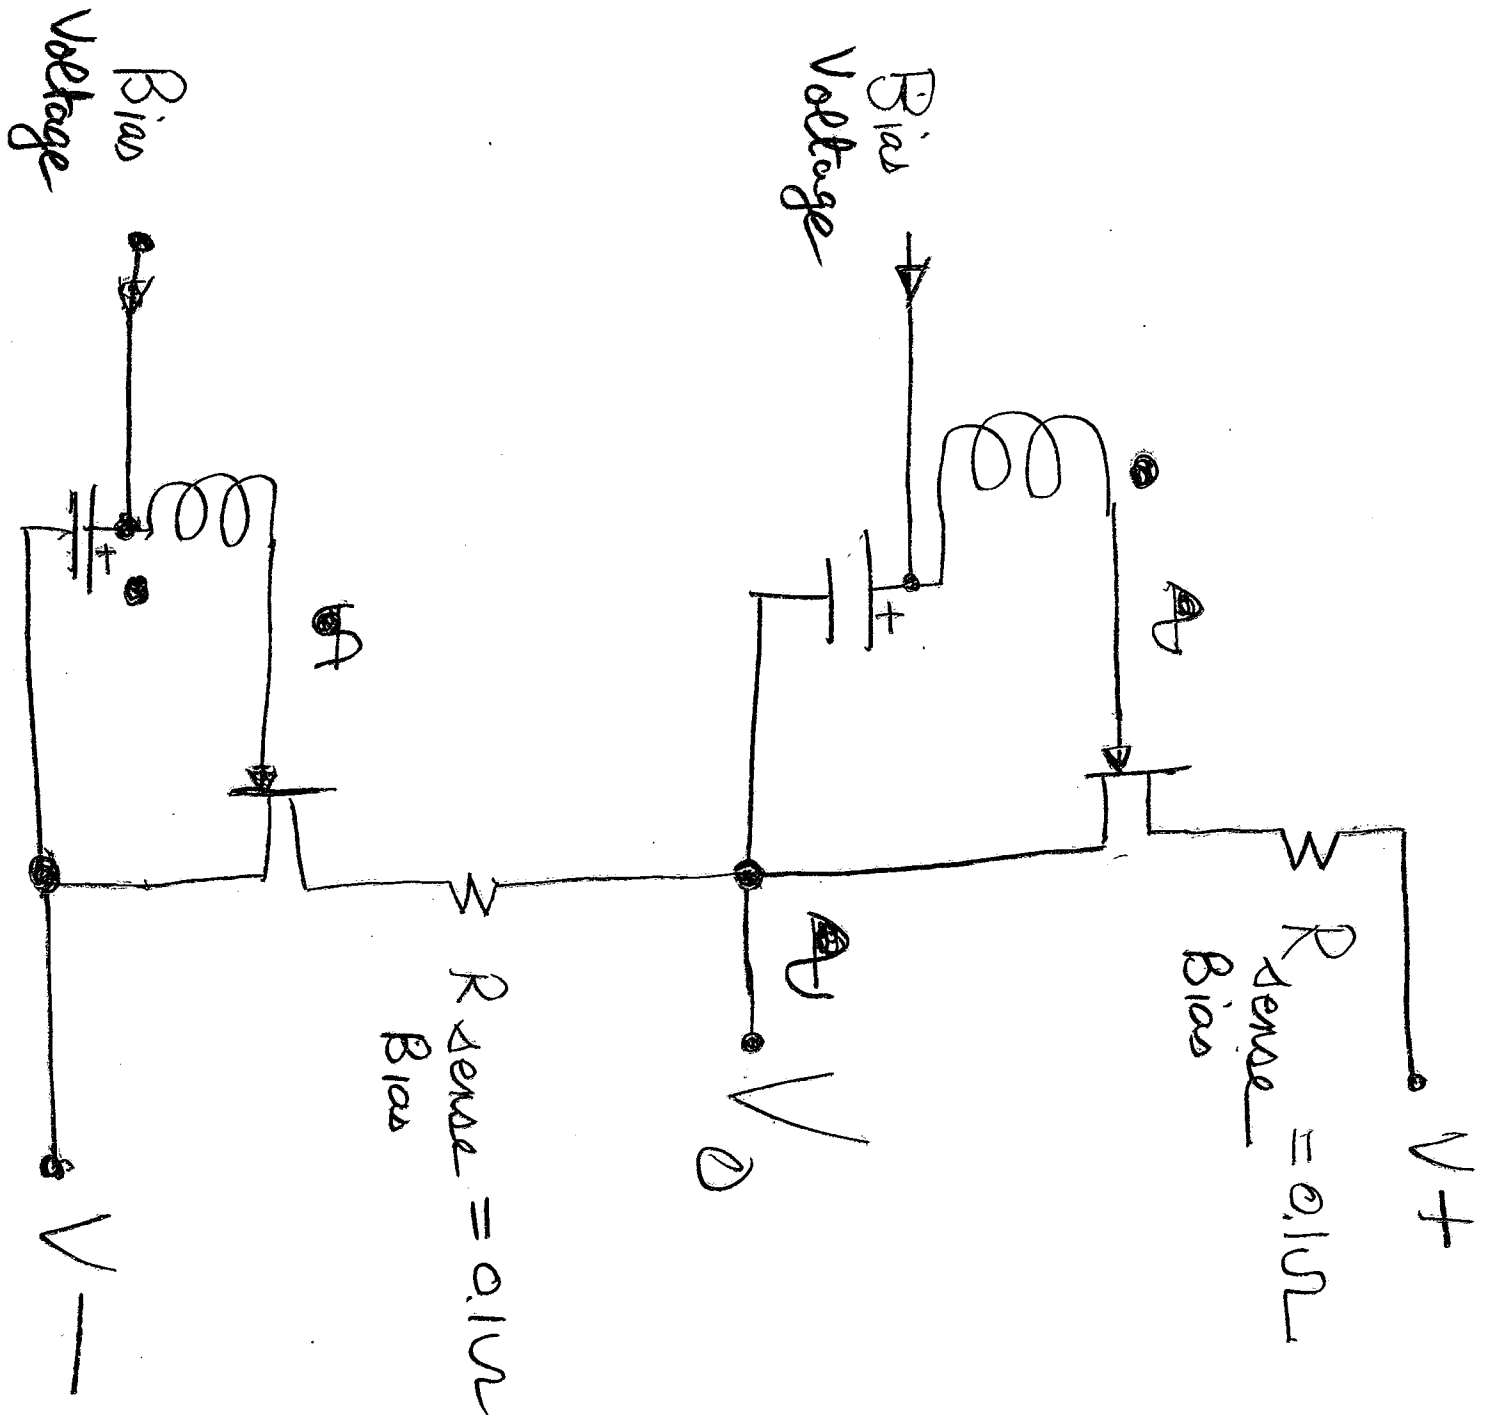 V+
R sense = 0.1Ω
Bias
Bias
Voltage
+
V0
R sense = 0.1Ω
Bias
Bias
Voltage
+
V−